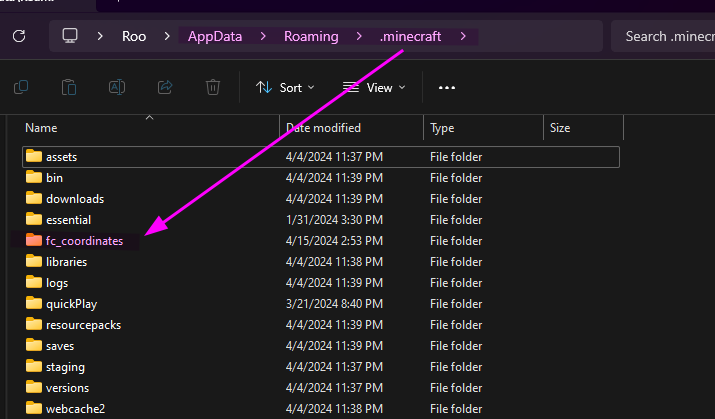 Roo > AppData > Roaming > .minecraft > Search .minecr
Sort View
Name Date modified Type Size
assets 4/4/2024 11:37 PM File folder
bin 4/4/2024 11:39 PM File folder
downloads 4/4/2024 11:39 PM File folder
essential 1/31/2024 3:30 PM File folder
fc_coordinates 4/15/2024 2:53 PM File folder
libraries 4/4/2024 11:38 PM File folder
logs 4/4/2024 11:39 PM File folder
quickPlay 3/21/2024 8:40 PM File folder
resourcepacks 4/4/2024 11:39 PM File folder
saves 4/4/2024 11:39 PM File folder
staging 4/4/2024 11:37 PM File folder
versions 4/4/2024 11:37 PM File folder
webcache2 4/4/2024 11:38 PM File folder